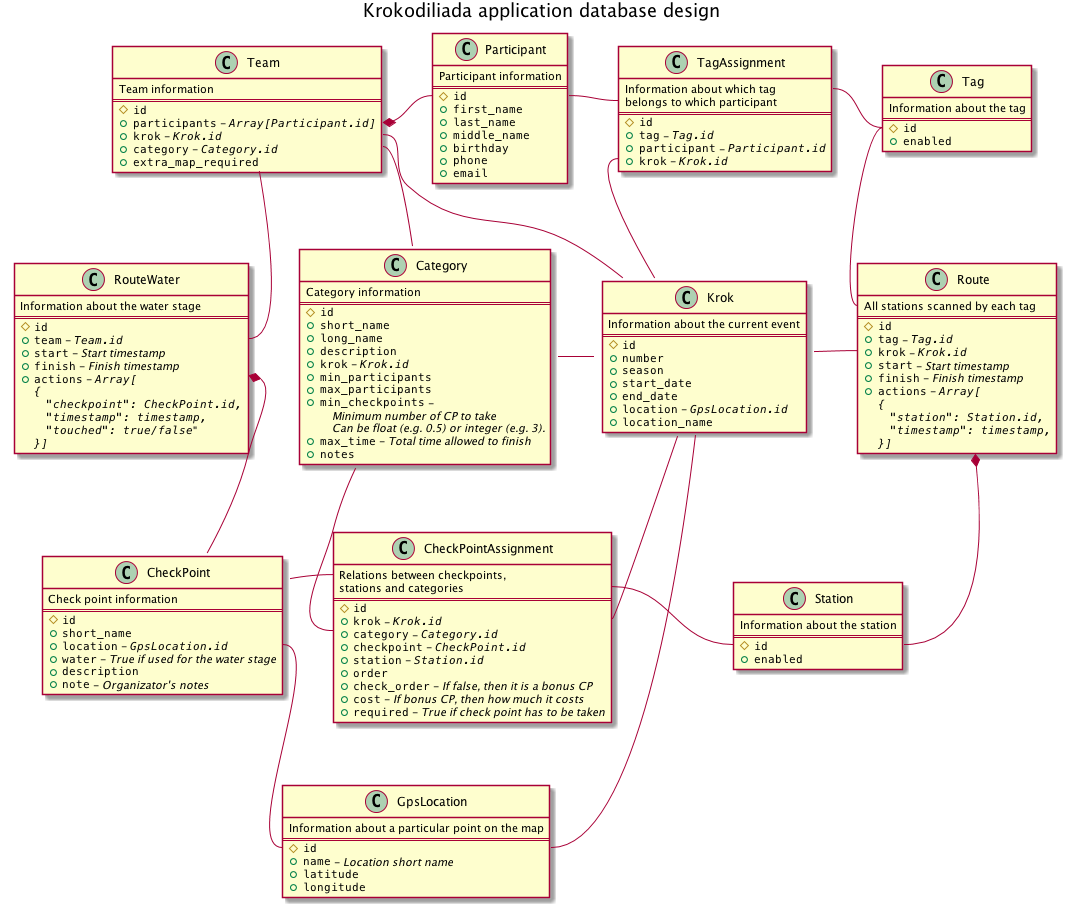 Krokodiliada application database design
C Team
Team information
id
participants – Array[Participant.id]
krok – Krok.id
category – Category.id
extra_map_required
C Participant
Participant information
id
first_name
last_name
middle_name
birthday
phone
email
C TagAssignment
Information about which tag
belongs to which participant
id
tag – Tag.id
participant – Participant.id
krok – Krok.id
C Tag
Information about the tag
id
enabled
C RouteWater
Information about the water stage
id
team – Team.id
start – Start timestamp
finish – Finish timestamp
actions – Array[
{
"checkpoint": CheckPoint.id,
"timestamp": timestamp,
"touched": true/false"
}]
C Category
Category information
id
short_name
long_name
description
krok – Krok.id
min_participants
max_participants
min_checkpoints –
Minimum number of CP to take
Can be float (e.g. 0.5) or integer (e.g. 3).
max_time – Total time allowed to finish
notes
C Krok
Information about the current event
id
number
season
start_date
end_date
location – GpsLocation.id
location_name
C Route
All stations scanned by each tag
id
tag – Tag.id
krok – Krok.id
start – Start timestamp
finish – Finish timestamp
actions – Array[
{
"station": Station.id,
"timestamp": timestamp,
}]
C CheckPoint
Check point information
id
short_name
location – GpsLocation.id
water – True if used for the water stage
description
note – Organizator's notes
C CheckPointAssignment
Relations between checkpoints,
stations and categories
id
krok – Krok.id
category – Category.id
checkpoint – CheckPoint.id
station – Station.id
order
check_order – If false, then it is a bonus CP
cost – If bonus CP, then how much it costs
required – True if check point has to be taken
C Station
Information about the station
id
enabled
C GpsLocation
Information about a particular point on the map
id
name – Location short name
latitude
longitude